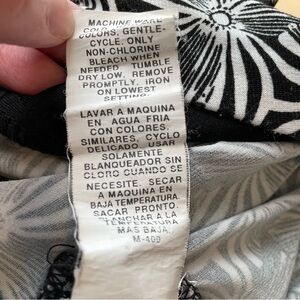 MACHINE WASH
COLD COLORS, GENTLE-
CYCLE. ONLY
NON-CHLORINE
BLEACH WHEN
NEEDED. TUMBLE
DRY LOW. REMOVE
PROMPTLY. IRON
ON LOWEST
SETTING.
LAVAR A MAQUINA
EN AGUA FRIA
CON COLORES
SIMILARES, CYCLO
DELICADO. USAR
SOLAMENTE
BLANQUEADOR SIN
CLORO CUANDO SE
NECESITE. SECAR
A MAQUINA EN
BAJA TEMPERATURA.
SACAR PRONTO.
PLANCHAR A LA
TEMPERATURA
MAS BAJA.
M-400